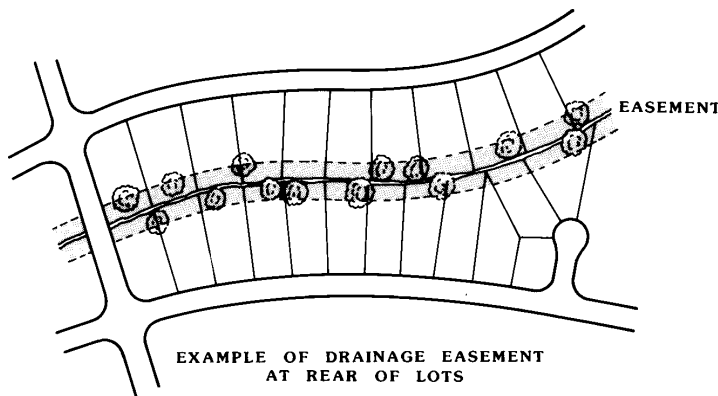 EASEMENT
EXAMPLE OF DRAINAGE EASEMENT
AT REAR OF LOTS